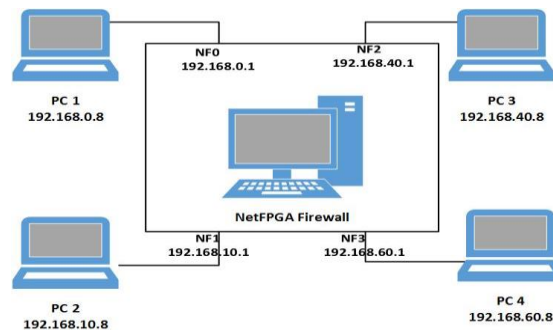 NF0
192.168.0.1
NF2
192.168.40.1
PC 1
192.168.0.8
PC 3
192.168.40.8
NetFPGA Firewall
NF1
192.168.10.1
NF3
192.168.60.1
PC 2
192.168.10.8
PC 4
192.168.60.8